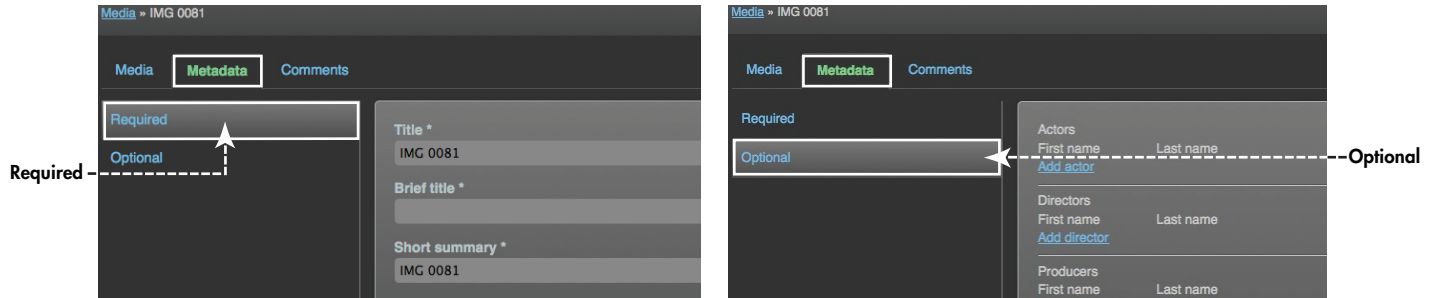 Media » IMG 0081
Media Metadata Comments
Required
Optional
Required
Title *
IMG 0081
Brief title *
Short summary *
IMG 0081
Media » IMG 0081
Media Metadata Comments
Required
Optional
Actors
First name Last name
Add actor
Directors
First name Last name
Add director
Producers
First name Last name
Optional